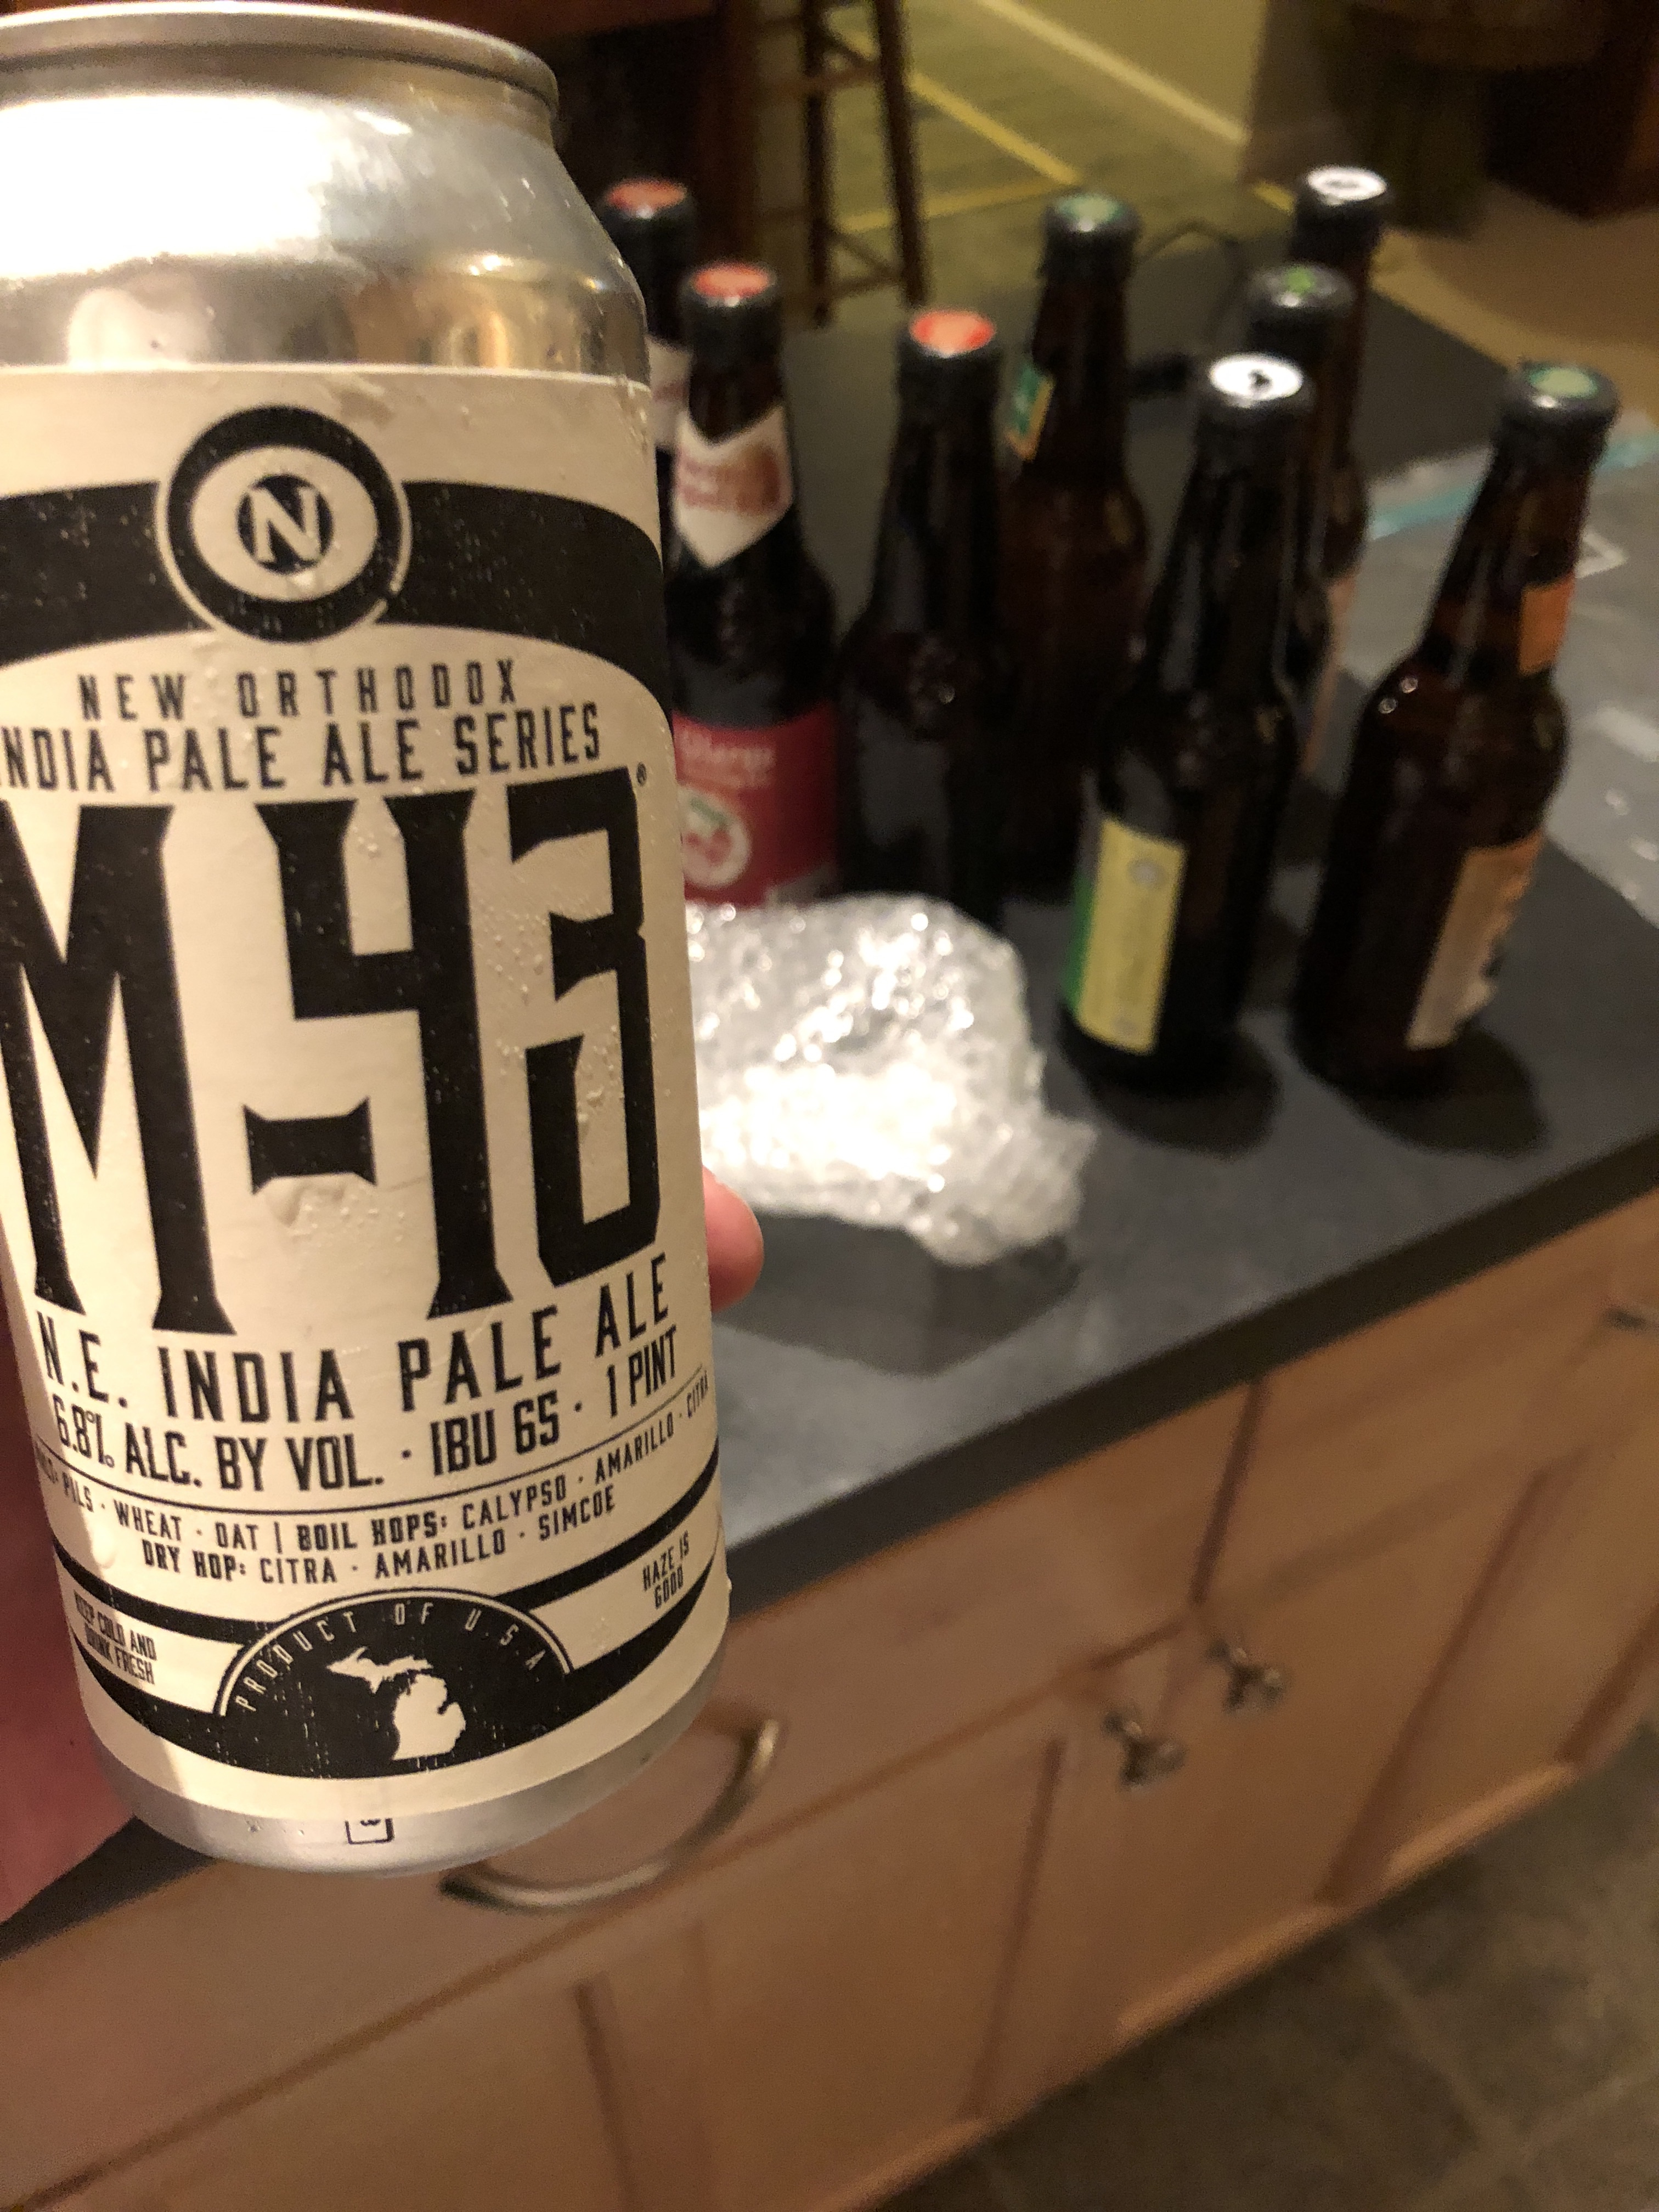 N
NEW ORTHODOX
INDIA PALE ALE SERIES
M-43®
N.E. INDIA PALE ALE
6.8% ALC. BY VOL. · IBU 65 · 1 PINT
PILS · WHEAT · OAT | BOIL HOPS: CALYPSO · AMARILLO · CITRA
DRY HOP: CITRA · AMARILLO · SIMCOE
KEEP COLD AND
DRINK FRESH
HAZE IS
GOOD
PRODUCT OF U.S.A